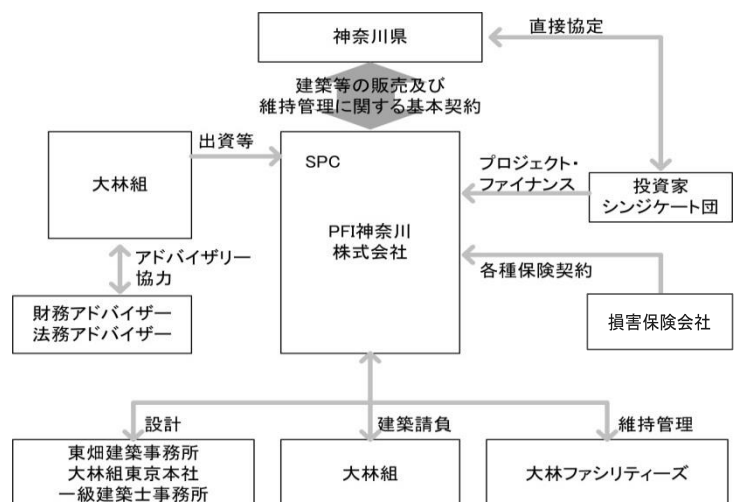 神奈川県
直接協定
建築等の販売及び
維持管理に関する基本契約
出資等
大林組
SPC
PFI神奈川
株式会社
プロジェクト・
ファイナンス
投資家
シンジケート団
アドバイザリー
協力
財務アドバイザー
法務アドバイザー
各種保険契約
損害保険会社
設計
建築請負
維持管理
東畑建築事務所
大林組東京本社
一級建築士事務所
大林組
大林ファシリティーズ